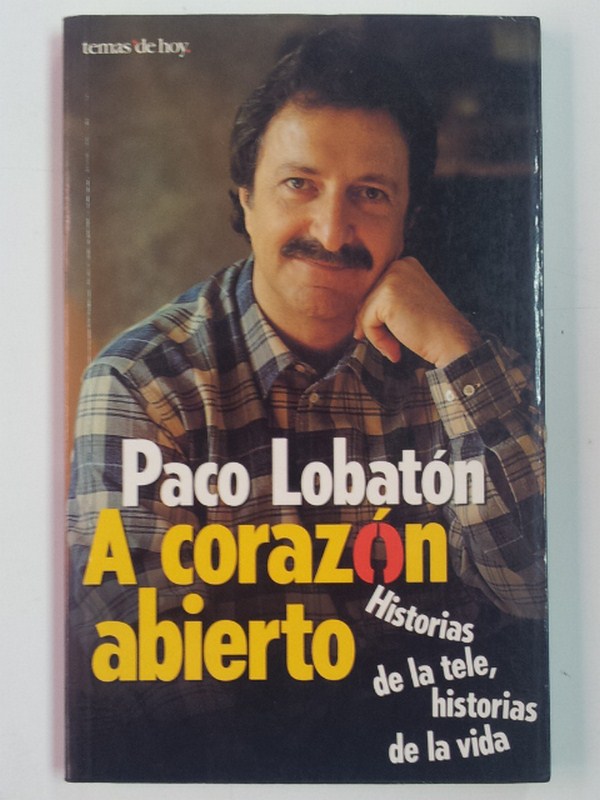 temas de hoy.
Paco Lobatón
A corazón
abierto
Historias
de la tele,
historias
de la vida